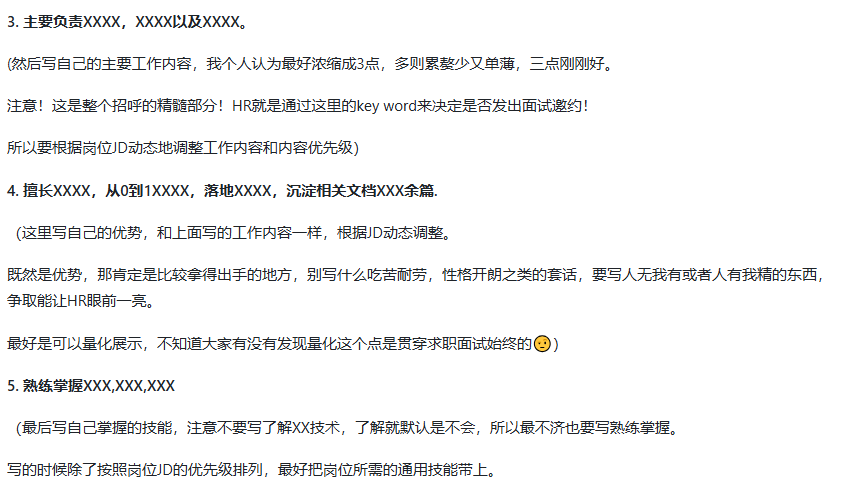 3. 主要负责XXXX，XXXX以及XXXX。
(然后写自己的主要工作内容，我个人认为最好浓缩成3点，多则累赘少又单薄，三点刚刚好。
注意！这是整个招呼的精髓部分！HR就是通过这里的key word来决定是否发出面试邀约！
所以要根据岗位JD动态地调整工作内容和内容优先级）
4. 擅长XXXX，从0到1XXXX，落地XXXX，沉淀相关文档XXX余篇.
（这里写自己的优势，和上面写的工作内容一样，根据JD动态调整。
既然是优势，那肯定是比较拿得出手的地方，别写什么吃苦耐劳，性格开朗之类的套话，要写人无我有或者人有我精的东西，
争取能让HR眼前一亮。
最好是可以量化展示，不知道大家有没有发现量化这个点是贯穿求职面试始终的）
5. 熟练掌握XXX,XXX,XXX
（最后写自己掌握的技能，注意不要写了解XX技术，了解就默认是不会，所以最不济也要写熟练掌握。
写的时候除了按照岗位JD的优先级排列，最好把岗位所需的通用技能带上。